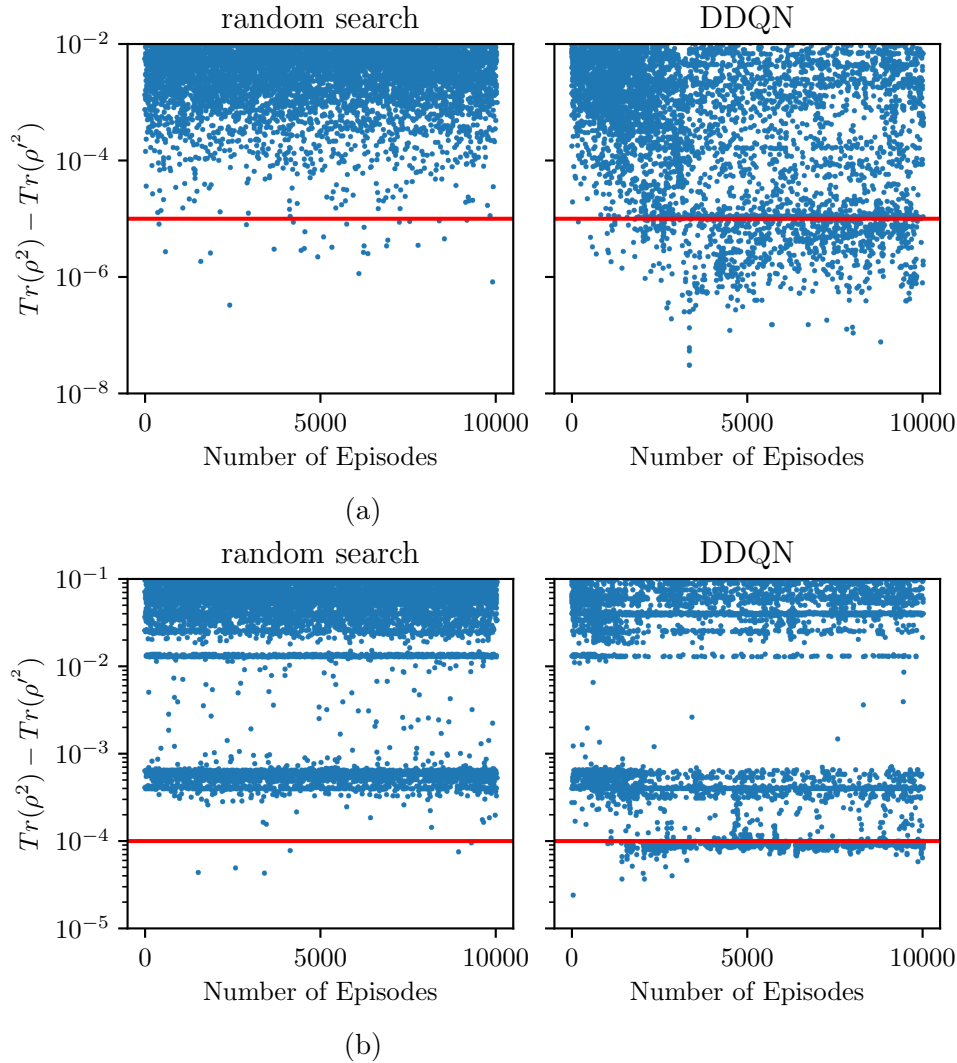 random search
DDQN
10⁻²
10⁻⁴
10⁻⁶
10⁻⁸
Tr(ρ²) − Tr(ρ′²)
0 5000 10000
0 5000 10000
Number of Episodes
Number of Episodes
(a)
random search
DDQN
10⁻¹
10⁻²
10⁻³
10⁻⁴
10⁻⁵
Tr(ρ²) − Tr(ρ′²)
0 5000 10000
0 5000 10000
Number of Episodes
Number of Episodes
(b)